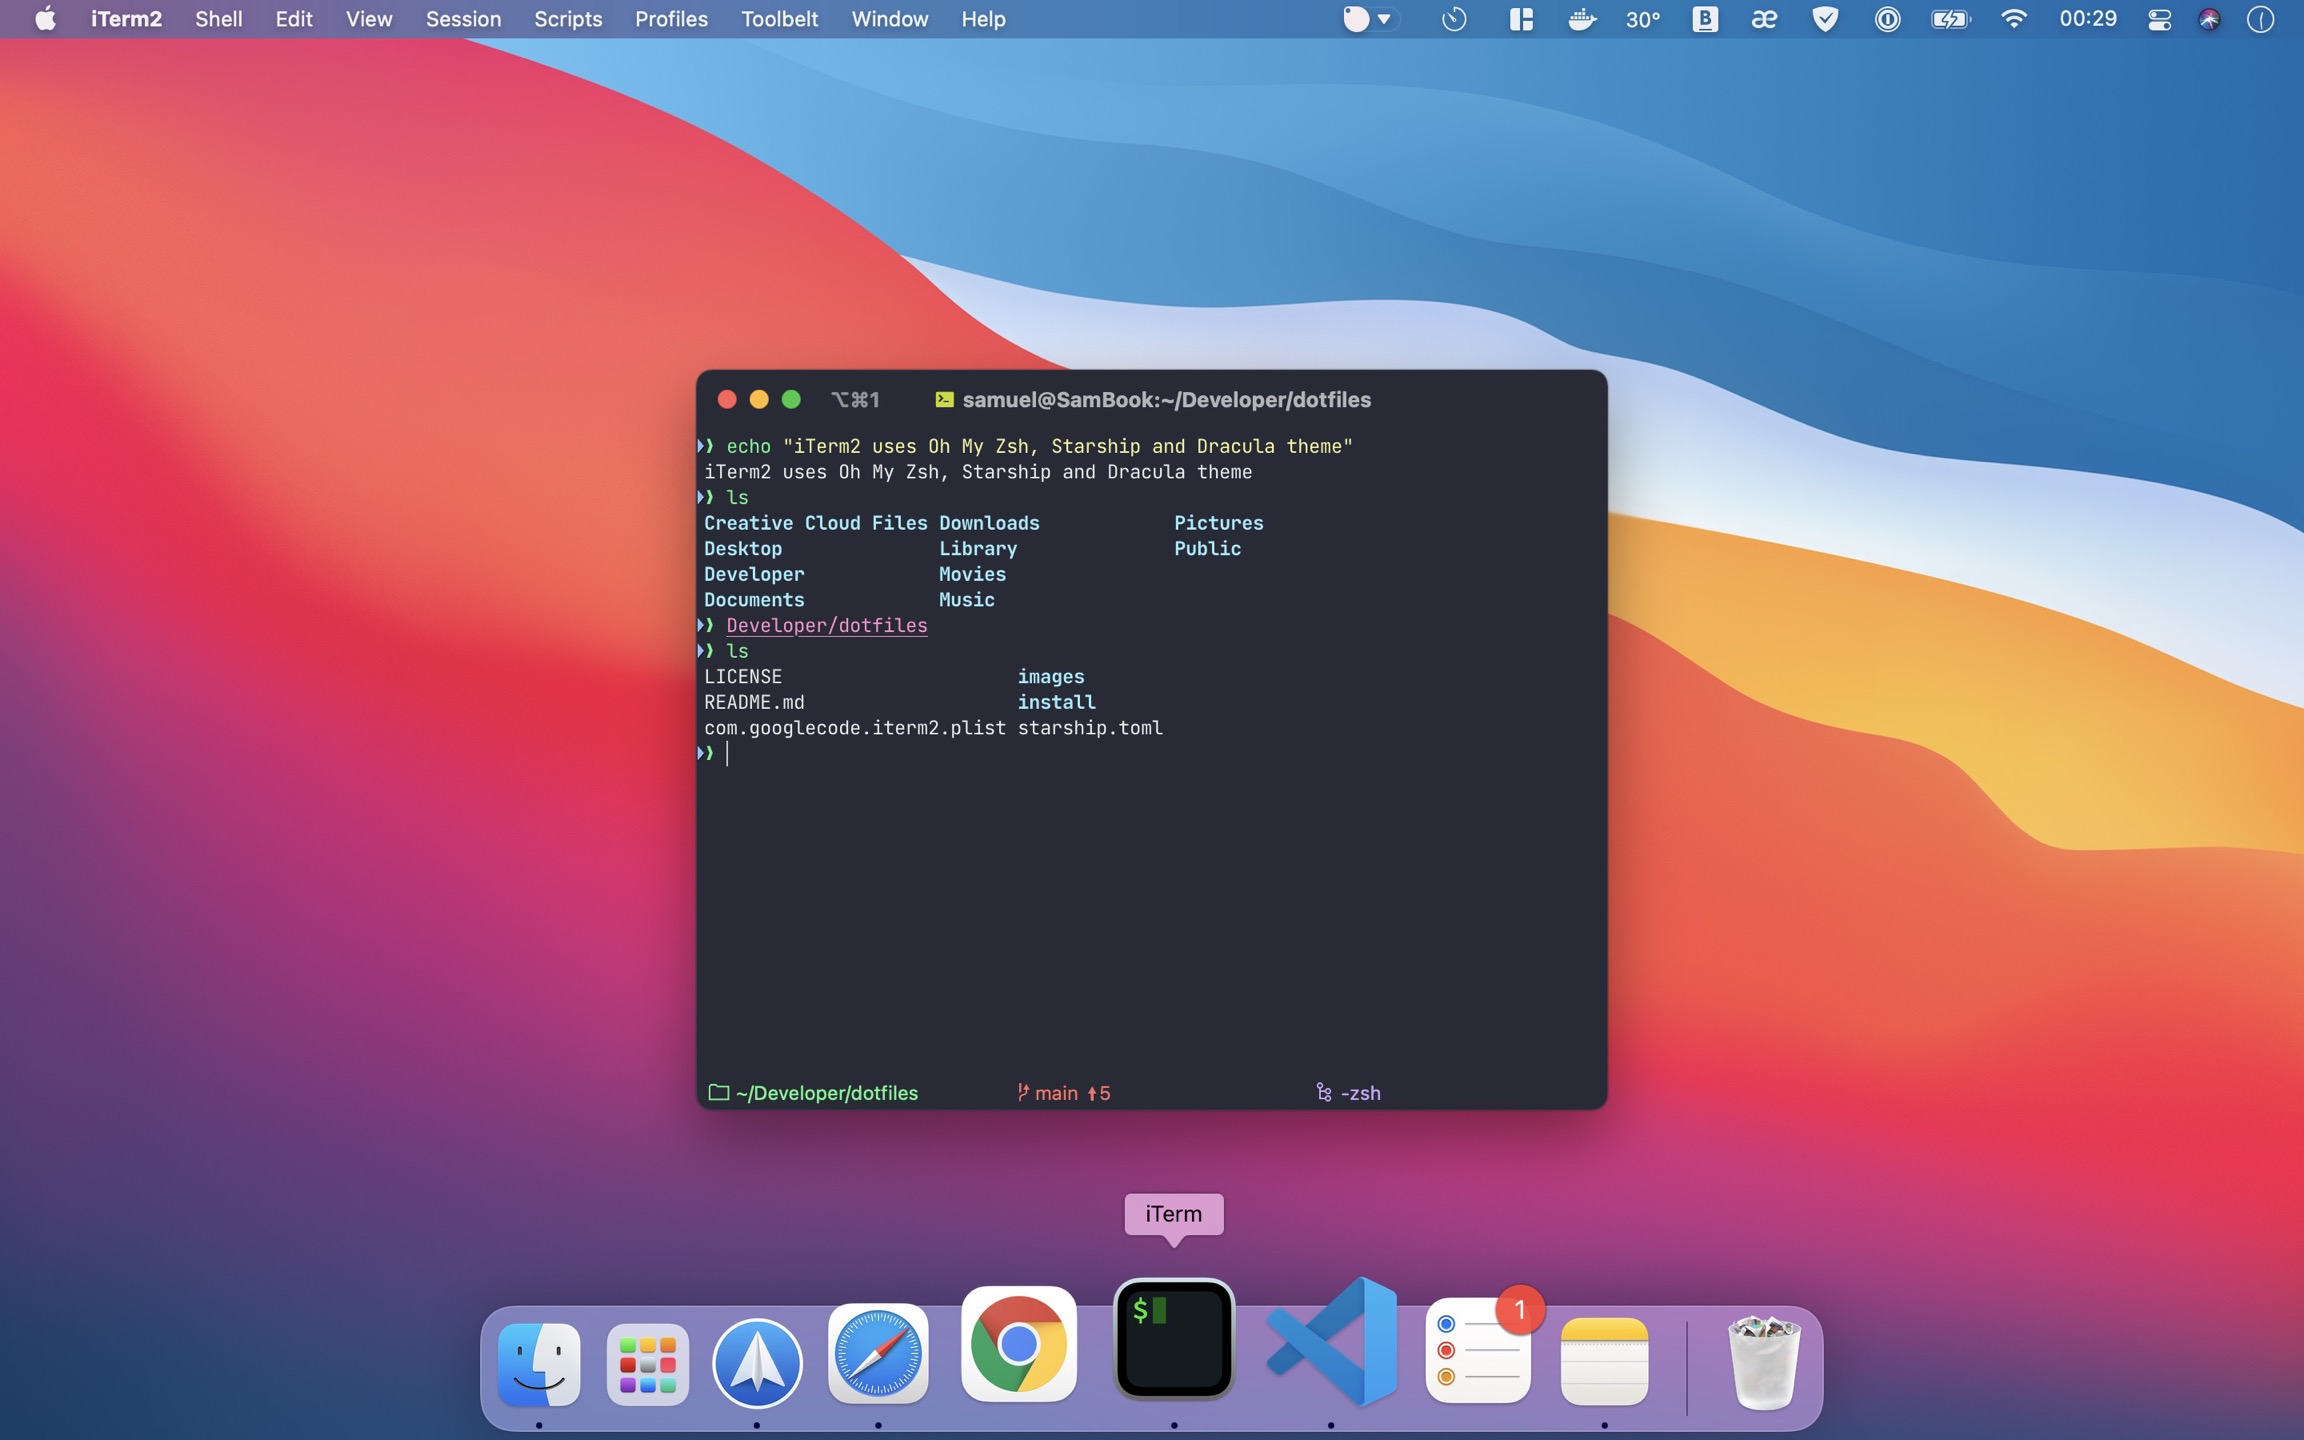 iTerm2 Shell Edit View Session Scripts Profiles Toolbelt Window Help 30° B æ 00:29
⌥⌘1 samuel@SamBook:~/Developer/dotfiles
echo "iTerm2 uses Oh My Zsh, Starship and Dracula theme"
iTerm2 uses Oh My Zsh, Starship and Dracula theme
ls
Creative Cloud Files Downloads Pictures
Desktop Library Public
Developer Movies
Documents Music
Developer/dotfiles
ls
LICENSE images
README.md install
com.googlecode.iterm2.plist starship.toml
~/Developer/dotfiles main ↑5 -zsh
iTerm
$
1